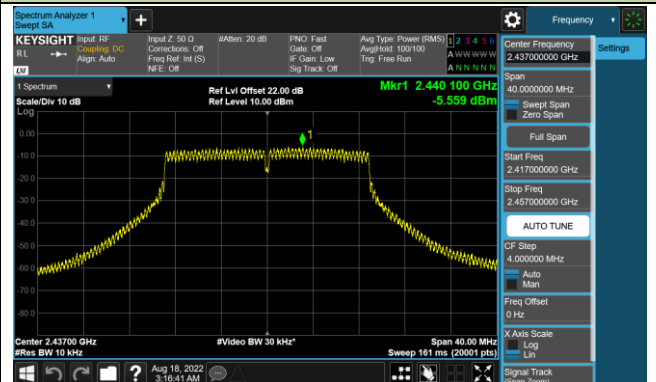 Spectrum Analyzer 1
Swept SA
Frequency
KEYSIGHT
Input: RF
Input Z: 50 Ω
#Atten: 20 dB
PNO: Fast
Avg Type: Power (RMS)
1 2 3 4 5 6
RL
Coupling: DC
Corrections: Off
Gate: Off
Avg|Hold: 100/100
A W W W W W
Align: Auto
Freq Ref: Int (S)
IF Gain: Low
Trig: Free Run
NFE: Off
Sig Track: Off
A N N N N N
LXI
Center Frequency
2.437000000 GHz
Settings
1 Spectrum
Ref Lvl Offset 22.00 dB
Mkr1 2.440 100 GHz
Scale/Div 10 dB
Ref Level 10.00 dBm
-5.559 dBm
Log
Span
40.0000000 MHz
Swept Span
Zero Span
Full Span
Start Freq
2.417000000 GHz
Stop Freq
2.457000000 GHz
AUTO TUNE
CF Step
4.000000 MHz
Auto
Man
Freq Offset
0 Hz
X Axis Scale
Log
Lin
Signal Track
(Span Zoom)
1
0.00
-10.0
-20.0
-30.0
-40.0
-50.0
-60.0
-70.0
-80.0
Center 2.43700 GHz
#Video BW 30 kHz*
Span 40.00 MHz
#Res BW 10 kHz
Sweep 161 ms (20001 pts)
?
Aug 18, 2022
3:16:41 AM